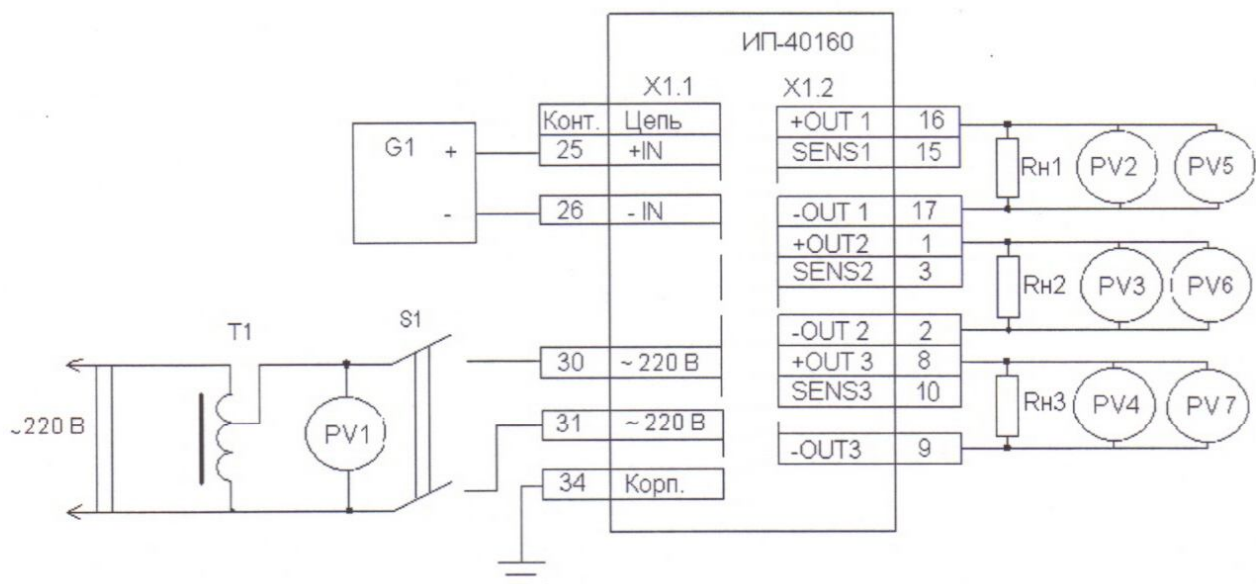 ИП-40160
X1.1
X1.2
Конт. Цепь
25 +IN
26 - IN
30 ~ 220 В
31 ~ 220 В
34 Корп.
+OUT 1 16
SENS1 15
-OUT 1 17
+OUT2 1
SENS2 3
-OUT 2 2
+OUT 3 8
SENS3 10
-OUT3 9
G1 +
-
T1
S1
~220 В
PV1
Rн1 PV2 PV5
Rн2 PV3 PV6
Rн3 PV4 PV7